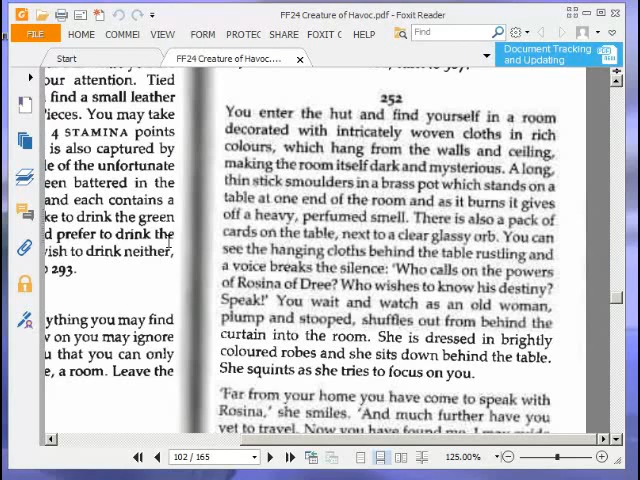 FF24 Creature of Havoc.pdf - Foxit Reader
FILE HOME COMMEI VIEW FORM PROTEC SHARE FOXIT C Find
Start
FF24 Creature of Havoc....
Document Tracking
and Updating
our attention. Tied
find a small leather
Pieces. You may take
4 STAMINA points
is also captured by
le of the unfortunate
een battered in the
and each contains a
ke to drink the green
d prefer to drink the
vish to drink neither,
293.
ything you may find
w on you may ignore
u that you can only
e, a room. Leave the
252
You enter the hut and find yourself in a room
decorated with intricately woven cloths in rich
colours, which hang from the walls and ceiling,
making the room itself dark and mysterious. A long,
thin stick smoulders in a brass pot which stands on a
table at one end of the room and as it burns it gives
off a heavy, perfumed smell. There is also a pack of
cards on the table, next to a clear glassy orb. You can
see the hanging cloths behind the table rustling and
a voice breaks the silence: 'Who calls on the powers
of Rosina of Dree? Who wishes to know his destiny?
Speak!' You wait and watch as an old woman,
plump and stooped, shuffles out from behind the
curtain into the room. She is dressed in brightly
coloured robes and she sits down behind the table.
She squints as she tries to focus on you.
'Far from your home you have come to speak with
Rosina,' she smiles. 'And much further have you
yet to travel. Now you have found me, I may guide
102 / 165
125.00%